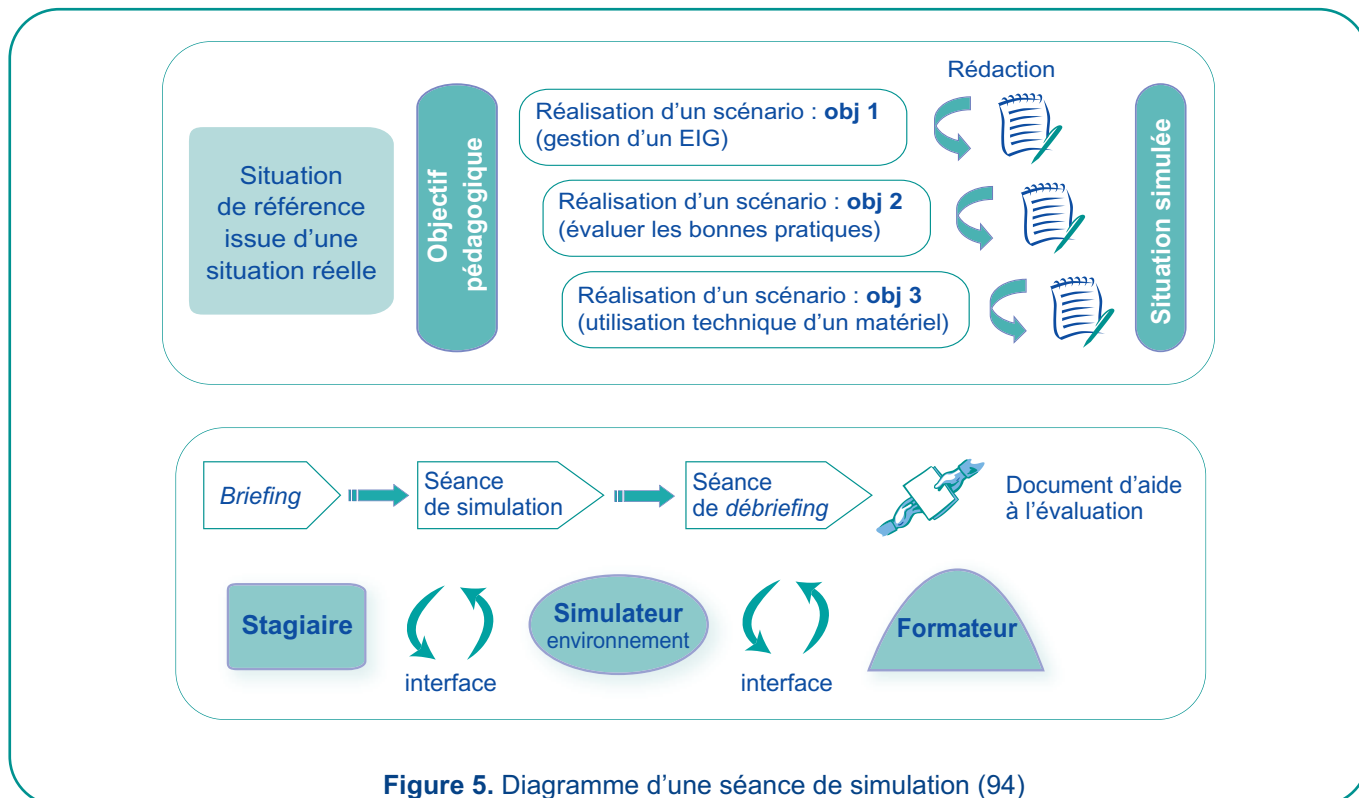 Situation
de référence
issue d'une
situation réelle
Objectif
pédagogique
Rédaction
Réalisation d'un scénario : obj 1
(gestion d'un EIG)
Réalisation d'un scénario : obj 2
(évaluer les bonnes pratiques)
Réalisation d'un scénario : obj 3
(utilisation technique d'un matériel)
Situation simulée
Briefing
Séance
de simulation
Séance
de débriefing
Document d'aide
à l'évaluation
Stagiaire
interface
Simulateur
environnement
interface
Formateur
Figure 5. Diagramme d'une séance de simulation (94)